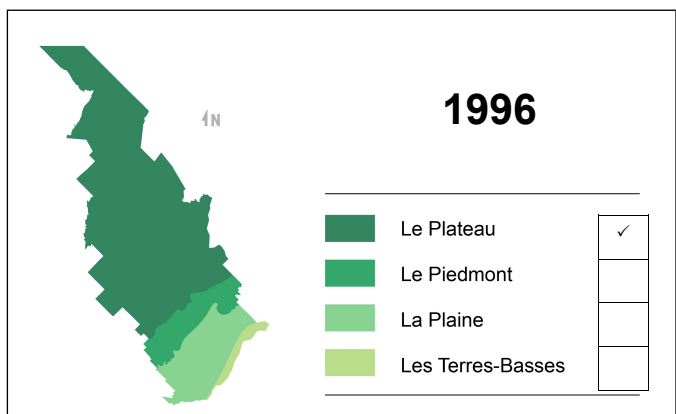 N
1996
Le Plateau ✓
Le Piedmont
La Plaine
Les Terres-Basses